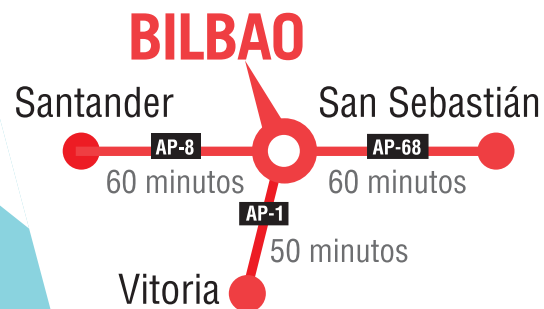 BILBAO
Santander
San Sebastián
AP-8
AP-68
60 minutos
60 minutos
AP-1
50 minutos
Vitoria